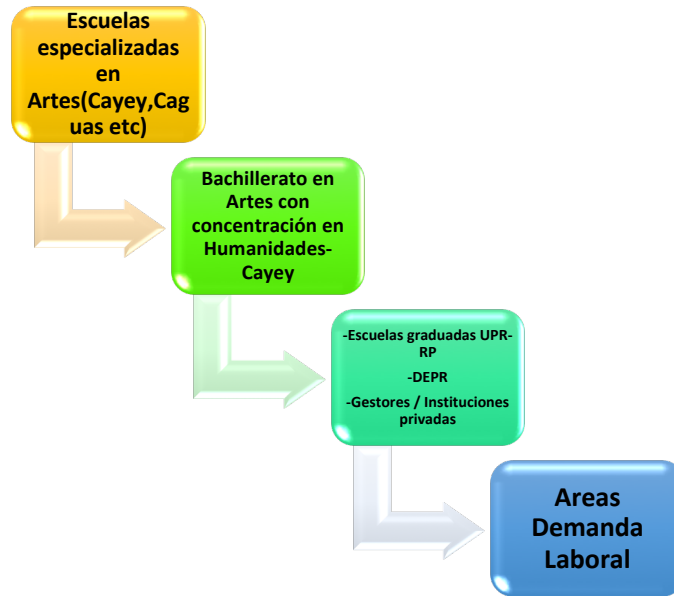 Escuelas
especializadas
en
Artes(Cayey,Cag
uas etc)
Bachillerato en
Artes con
concentración en
Humanidades-
Cayey
-Escuelas graduadas UPR-
RP
-DEPR
-Gestores / Instituciones
privadas
Areas
Demanda
Laboral